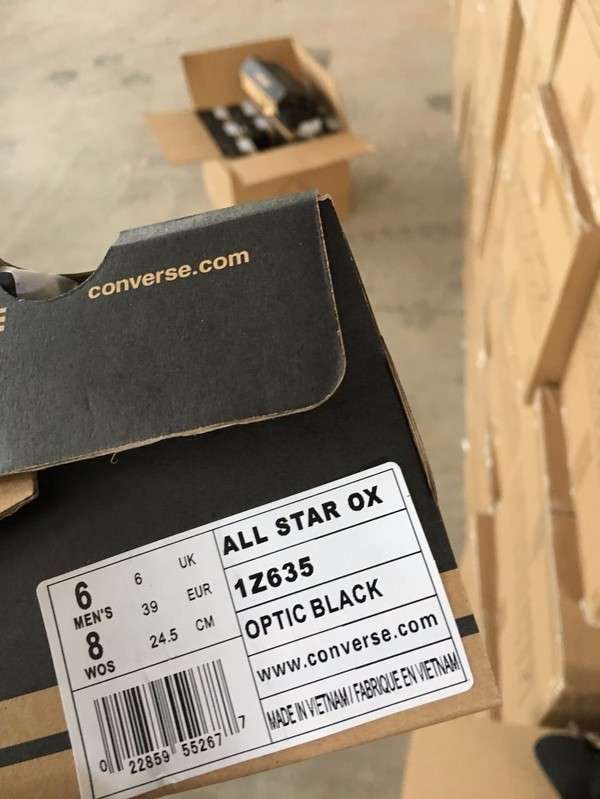 converse.com
E
ALL STAR OX
1Z635
OPTIC BLACK
www.converse.com
MADE IN VIETNAM / FABRIQUE EN VIETNAM
6 6 UK
MEN'S 39 EUR
8 24.5 CM
WOS
0 22859 55267 7